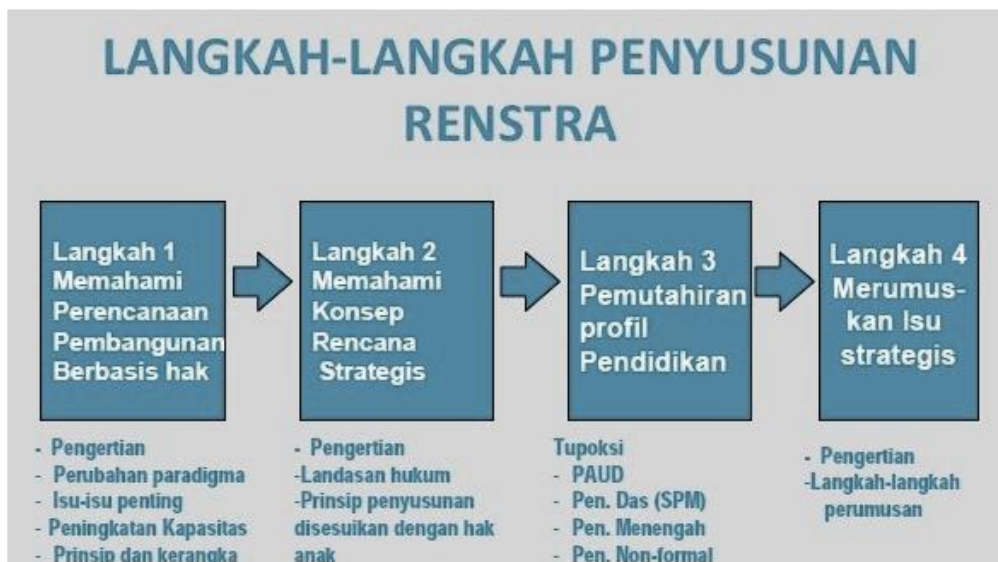 LANGKAH-LANGKAH PENYUSUNAN
RENSTRA
Langkah 1
Memahami
Perencanaan
Pembangunan
Berbasis hak
- Pengertian
- Perubahan paradigma
- Isu-isu penting
- Peningkatan Kapasitas
- Prinsip dan kerangka
Langkah 2
Memahami
Konsep
Rencana
Strategis
- Pengertian
-Landasan hukum
-Prinsip penyusunan
disesuikan dengan hak
anak
Langkah 3
Pemutahiran
profil
Pendidikan
Tupoksi
- PAUD
- Pen. Das (SPM)
- Pen. Menengah
- Pen. Non-formal
Langkah 4
Merumus-
kan Isu
strategis
- Pengertian
-Langkah-langkah
perumusan